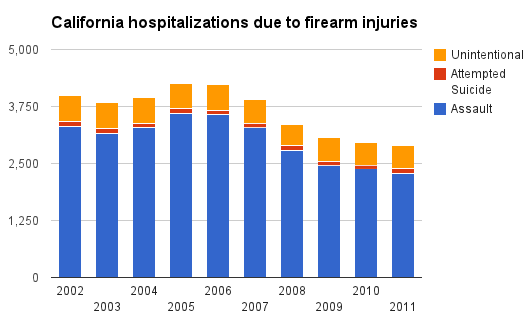 California hospitalizations due to firearm injuries
5,000
3,750
2,500
1,250
0
Unintentional
Attempted
Suicide
Assault
2002 2004 2006 2008 2010
2003 2005 2007 2009 2011